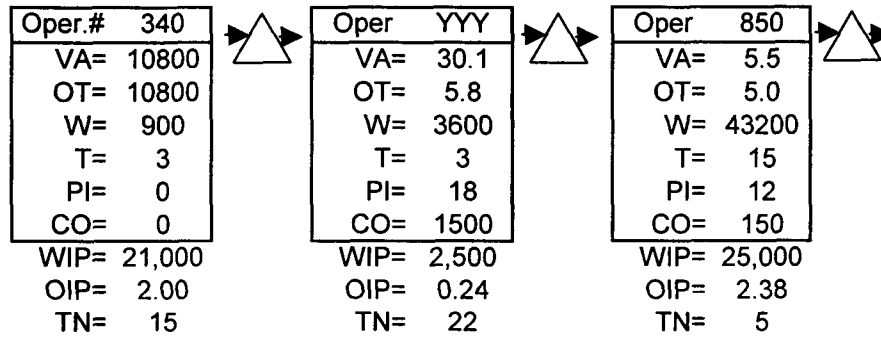 Oper.# 340
VA= 10800
OT= 10800
W= 900
T= 3
PI= 0
CO= 0
WIP= 21,000
OIP= 2.00
TN= 15
Oper YYY
VA= 30.1
OT= 5.8
W= 3600
T= 3
PI= 18
CO= 1500
WIP= 2,500
OIP= 0.24
TN= 22
Oper 850
VA= 5.5
OT= 5.0
W= 43200
T= 15
PI= 12
CO= 150
WIP= 25,000
OIP= 2.38
TN= 5